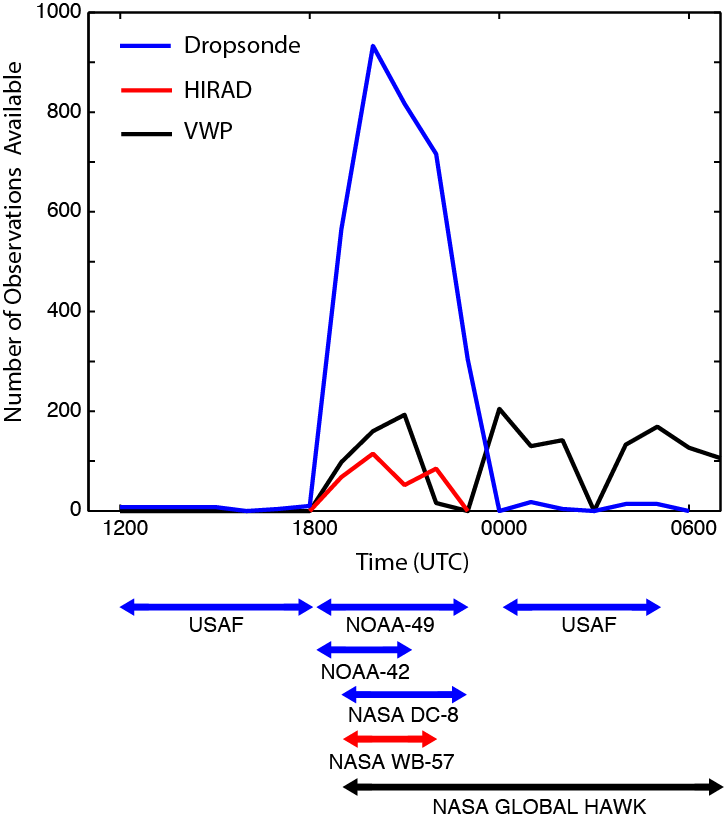 Number of Observations Available
1000
800
600
400
200
0
Dropsonde
HIRAD
VWP
1200
1800
0000
0600
Time (UTC)
USAF
NOAA-49
USAF
NOAA-42
NASA DC-8
NASA WB-57
NASA GLOBAL HAWK